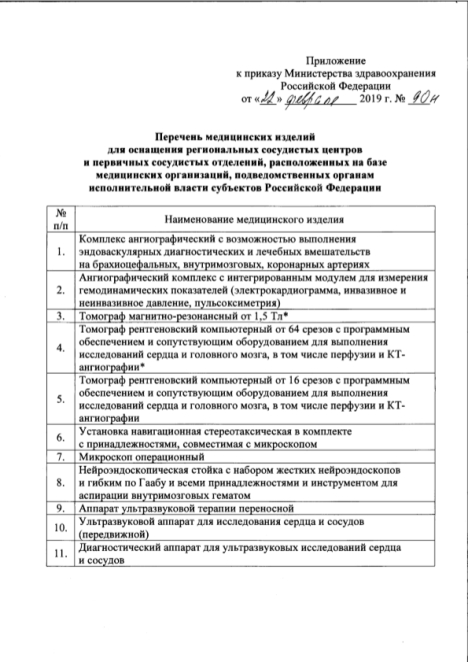 Приложение
к приказу Министерства здравоохранения
Российской Федерации
от «22» февраля 2019 г. № 90н
Перечень медицинских изделий
для оснащения региональных сосудистых центров
и первичных сосудистых отделений, расположенных на базе
медицинских организаций, подведомственных органам
исполнительной власти субъектов Российской Федерации
№
п/п
Наименование медицинского изделия
1.
Комплекс ангиографический с возможностью выполнения
эндоваскулярных диагностических и лечебных вмешательств
на брахиоцефальных, внутримозговых, коронарных артериях
2.
Ангиографический комплекс с интегрированным модулем для измерения
гемодинамических показателей (электрокардиограмма, инвазивное и
неинвазивное давление, пульсоксиметрия)
3.
Томограф магнитно-резонансный от 1,5 Тл*
4.
Томограф рентгеновский компьютерный от 64 срезов с программным
обеспечением и сопутствующим оборудованием для выполнения
исследований сердца и головного мозга, в том числе перфузии и КТ-
ангиографии*
5.
Томограф рентгеновский компьютерный от 16 срезов с программным
обеспечением и сопутствующим оборудованием для выполнения
исследований сердца и головного мозга, в том числе перфузии и КТ-
ангиографии
6.
Установка навигационная стереотаксическая в комплекте
с принадлежностями, совместимая с микроскопом
7.
Микроскоп операционный
8.
Нейроэндоскопическая стойка с набором жестких нейроэндоскопов
и гибким по Гаабу и всеми принадлежностями и инструментом для
аспирации внутримозговых гематом
9.
Аппарат ультразвуковой терапии переносной
10.
Ультразвуковой аппарат для исследования сердца и сосудов
(передвижной)
11.
Диагностический аппарат для ультразвуковых исследований сердца
и сосудов